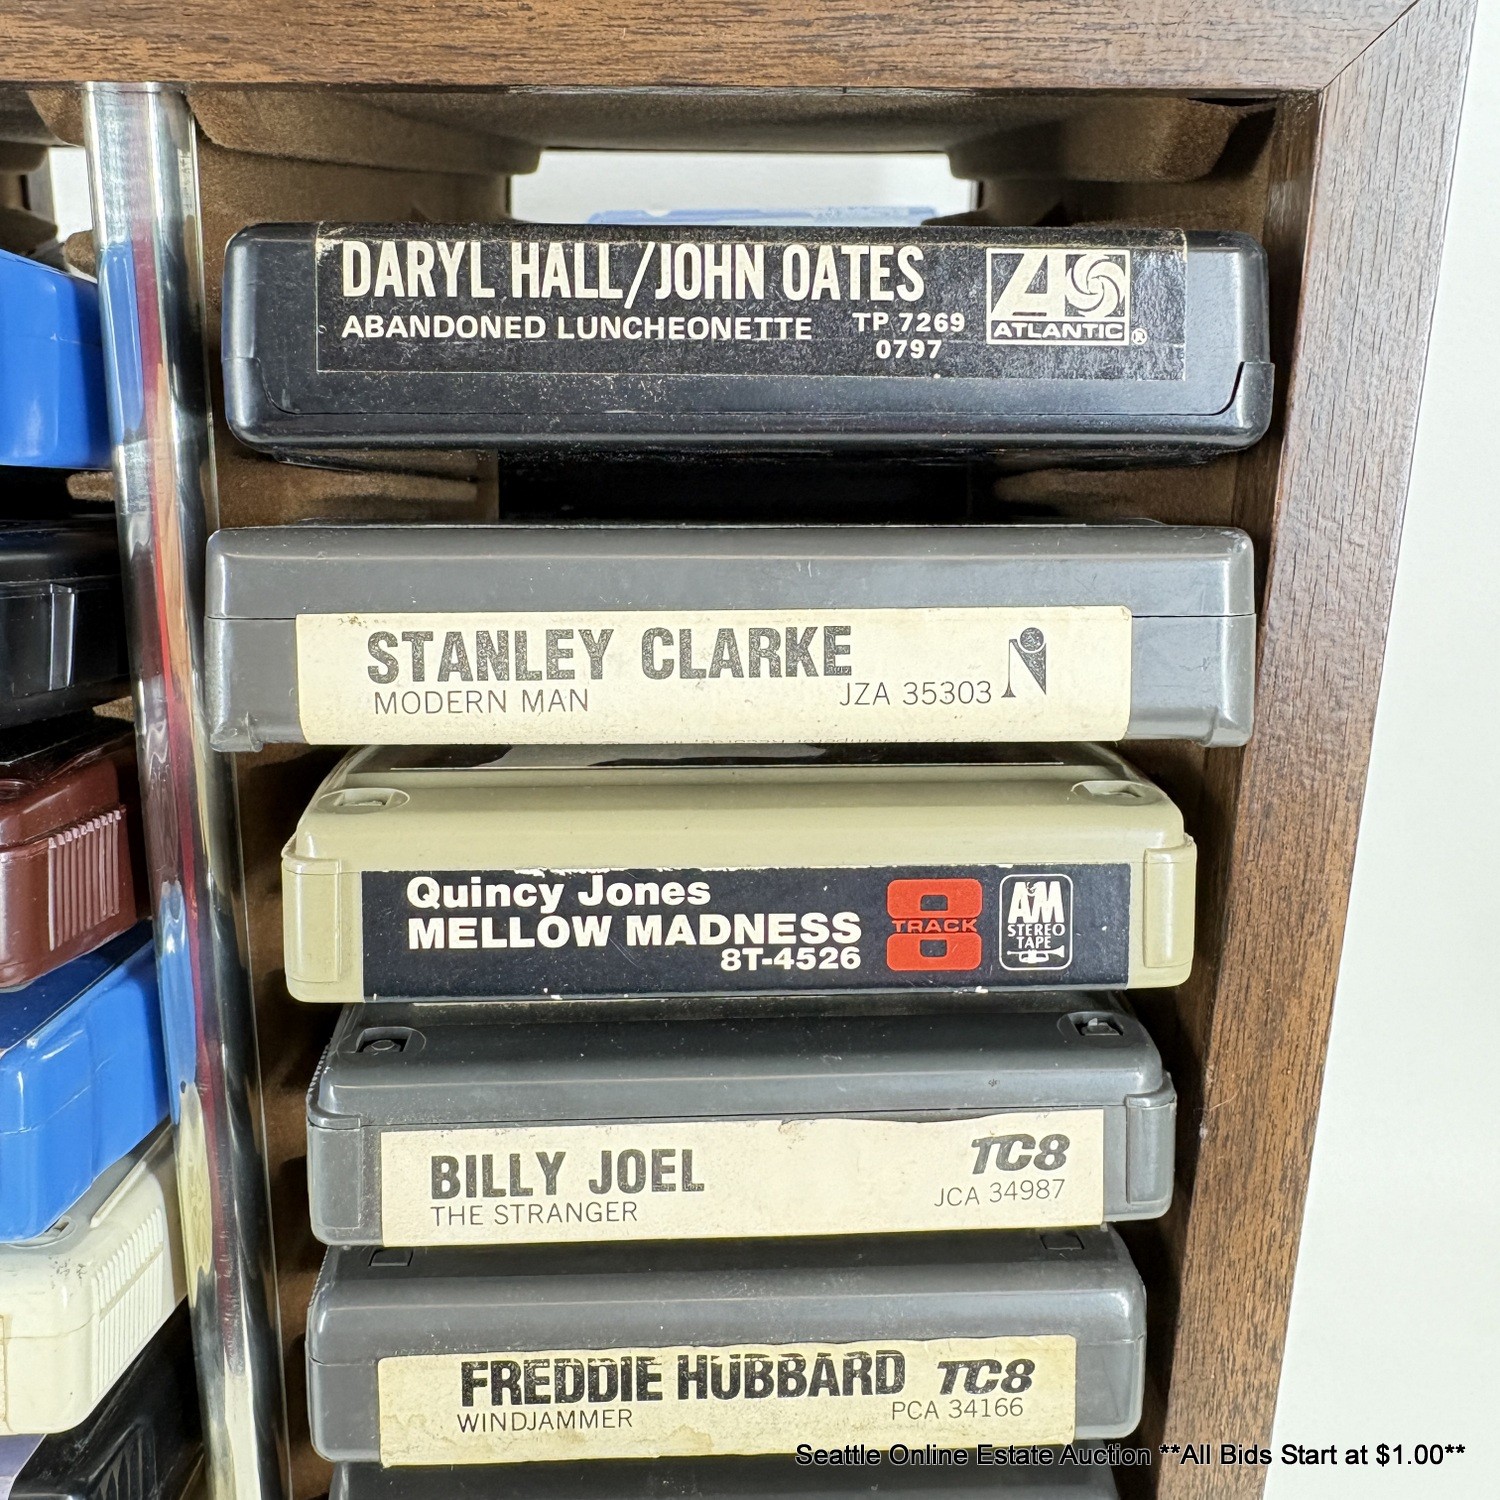 DARYL HALL/JOHN OATES
ABANDONED LUNCHEONETTE
TP 7269
0797
ATLANTIC®
STANLEY CLARKE
MODERN MAN
JZA 35303
Quincy Jones
MELLOW MADNESS
8T-4526
8
TRACK
A&M
STEREO
TAPE
BILLY JOEL
THE STRANGER
TC8
JCA 34987
FREDDIE HUBBARD
WINDJAMMER
TC8
PCA 34166
Seattle Online Estate Auction **All Bids Start at $1.00**